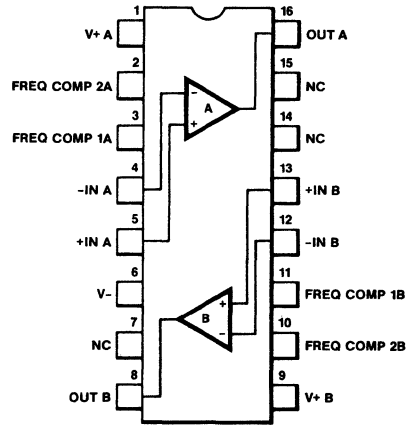 1 16
V+ A OUT A
2 15
FREQ COMP 2A NC
A
3 14
FREQ COMP 1A NC
4 13
-IN A +IN B
5 12
+IN A -IN B
6 11
V- FREQ COMP 1B
7 10
NC FREQ COMP 2B
B
8 9
OUT B V+ B
- 
+
+
-